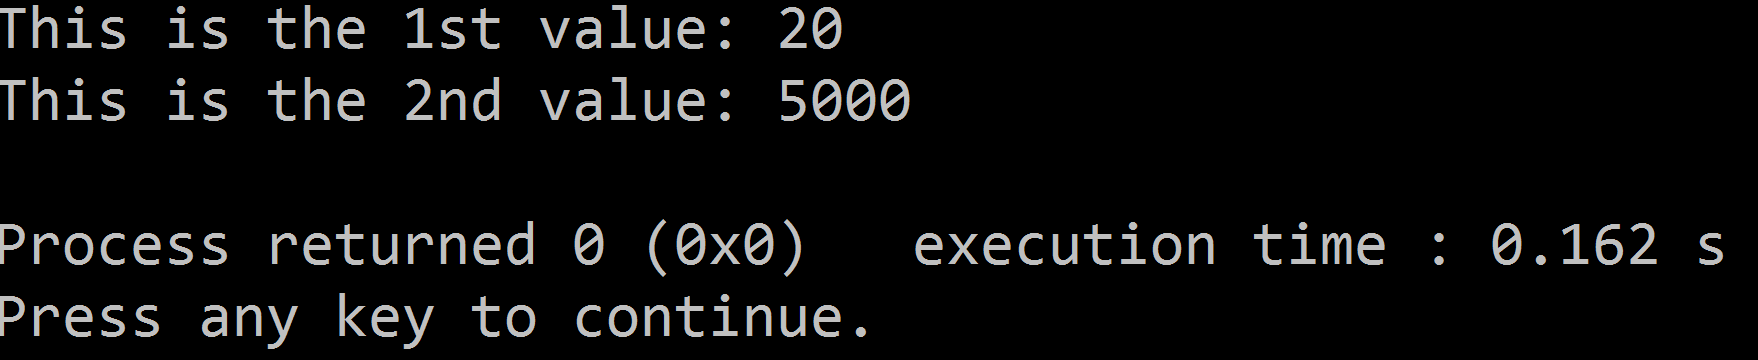 This is the 1st value: 20
This is the 2nd value: 5000
Process returned 0 (0x0)   execution time : 0.162 s
Press any key to continue.